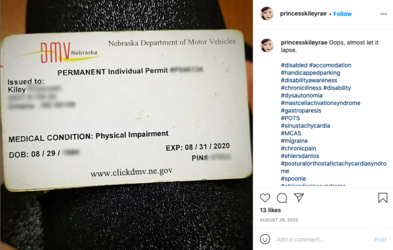 DMV
Nebraska
Nebraska Department of Motor Vehicles
PERMANENT Individual Permit
Issued to:
Kiley
MEDICAL CONDITION: Physical Impairment
DOB: 08 / 29 /
EXP: 08 / 31 / 2020
PIN#
www.clickdmv.ne.gov
princesskileyrae • Follow
princesskileyrae Oops, almost let it
lapse.
#disabled #accomodation
#handicappedparking
#disabilityawareness
#chronicillness #disability
#dysautonomia
#mastcellactivationsyndrome
#gastroparesis
#POTS
#sinustachycardia
#MCAS
#migraine
#chronicpain
#ehlersdanlos
#posturalorthostatictachycardiasyndro
me
#spoonie
13 likes
AUGUST 29, 2020
Add a comment...